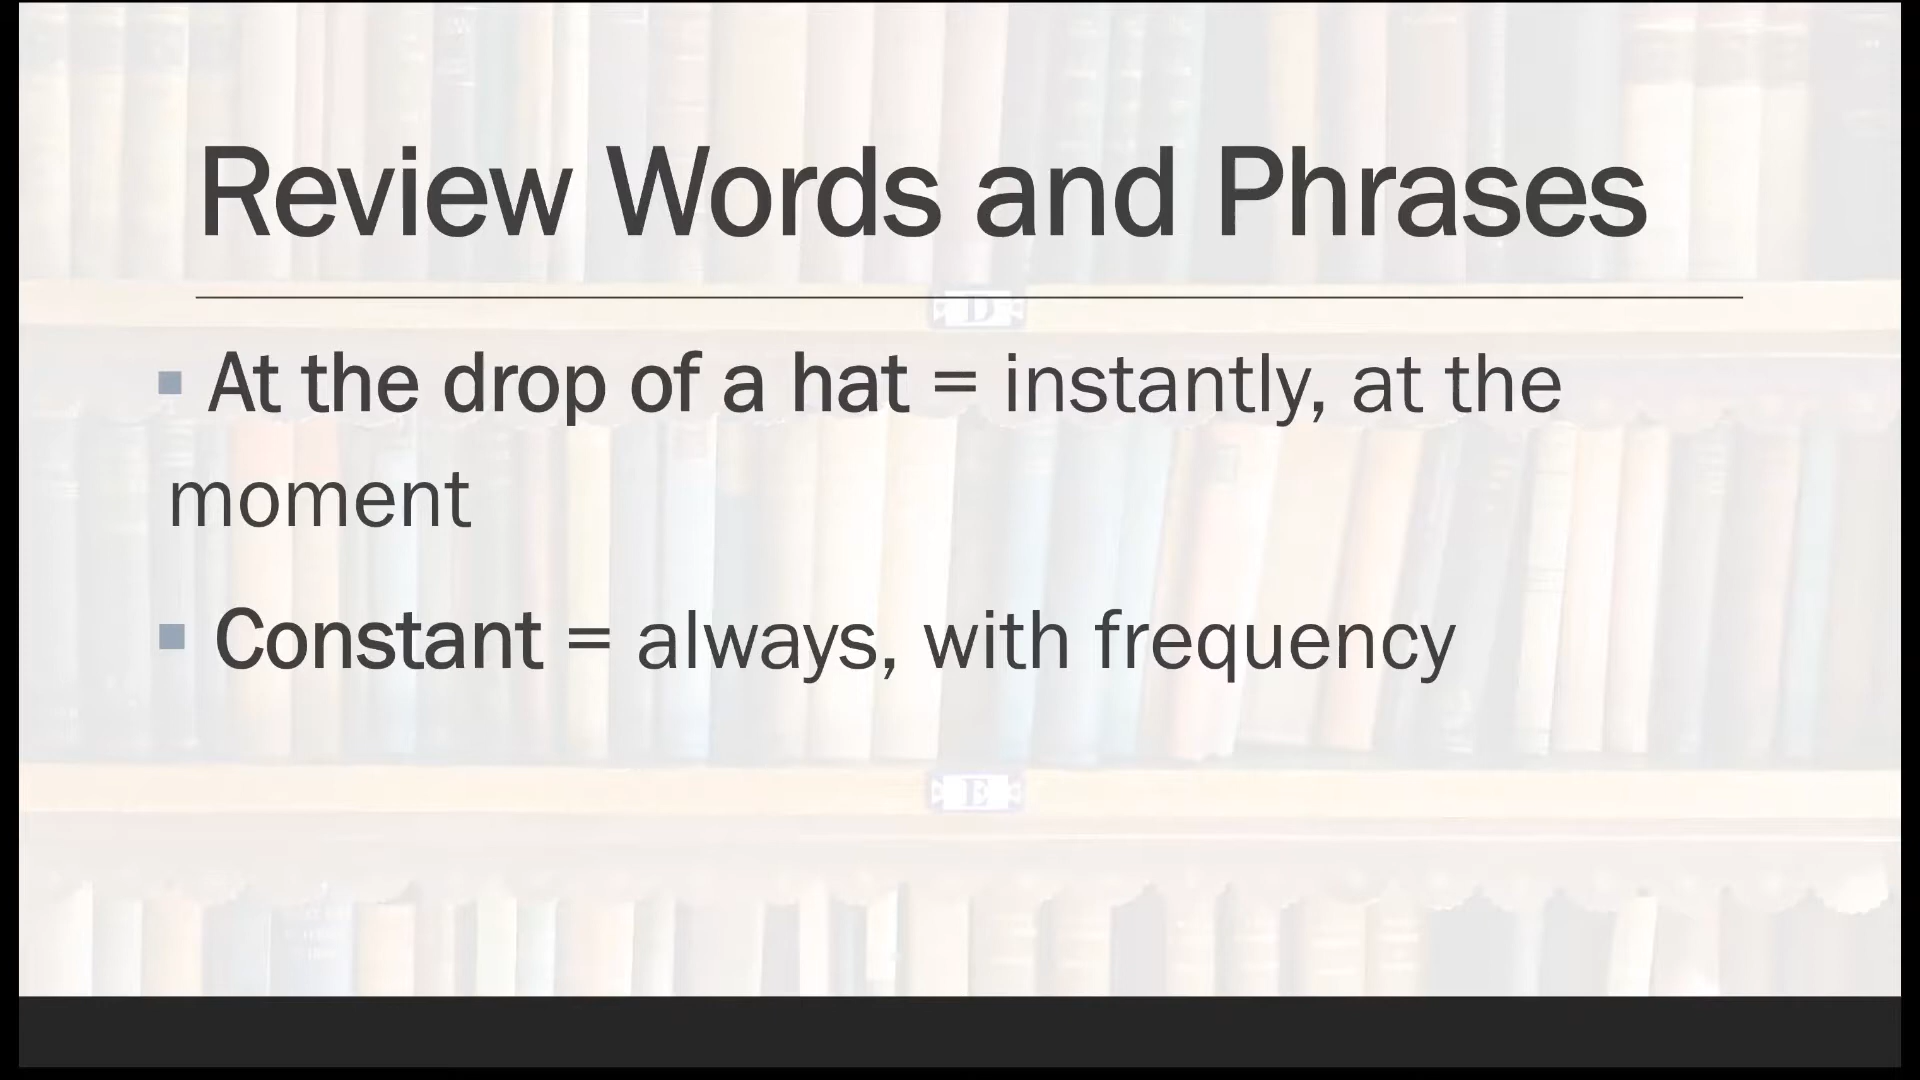 Review Words and Phrases
D
▪ At the drop of a hat = instantly, at the
moment
▪ Constant = always, with frequency
E